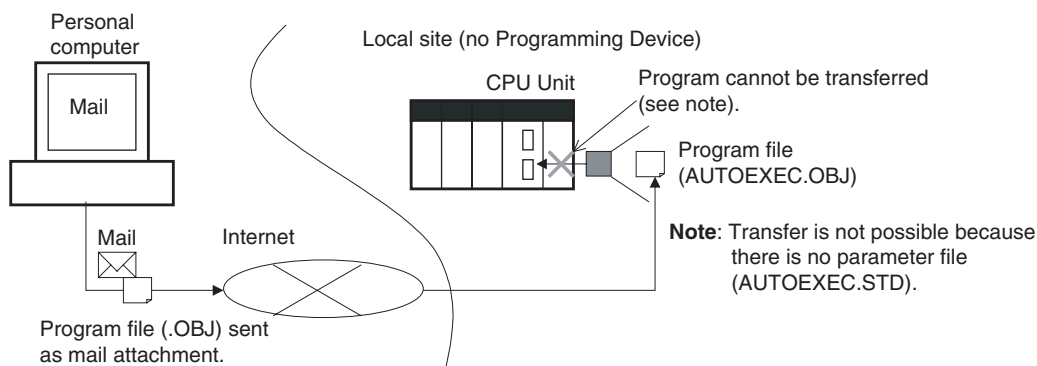 Personal
computer
Mail
Local site (no Programming Device)
CPU Unit
Program cannot be transferred
(see note).
Program file
(AUTOEXEC.OBJ)
Mail
Internet
Note: Transfer is not possible because
there is no parameter file
(AUTOEXEC.STD).
Program file (.OBJ) sent
as mail attachment.